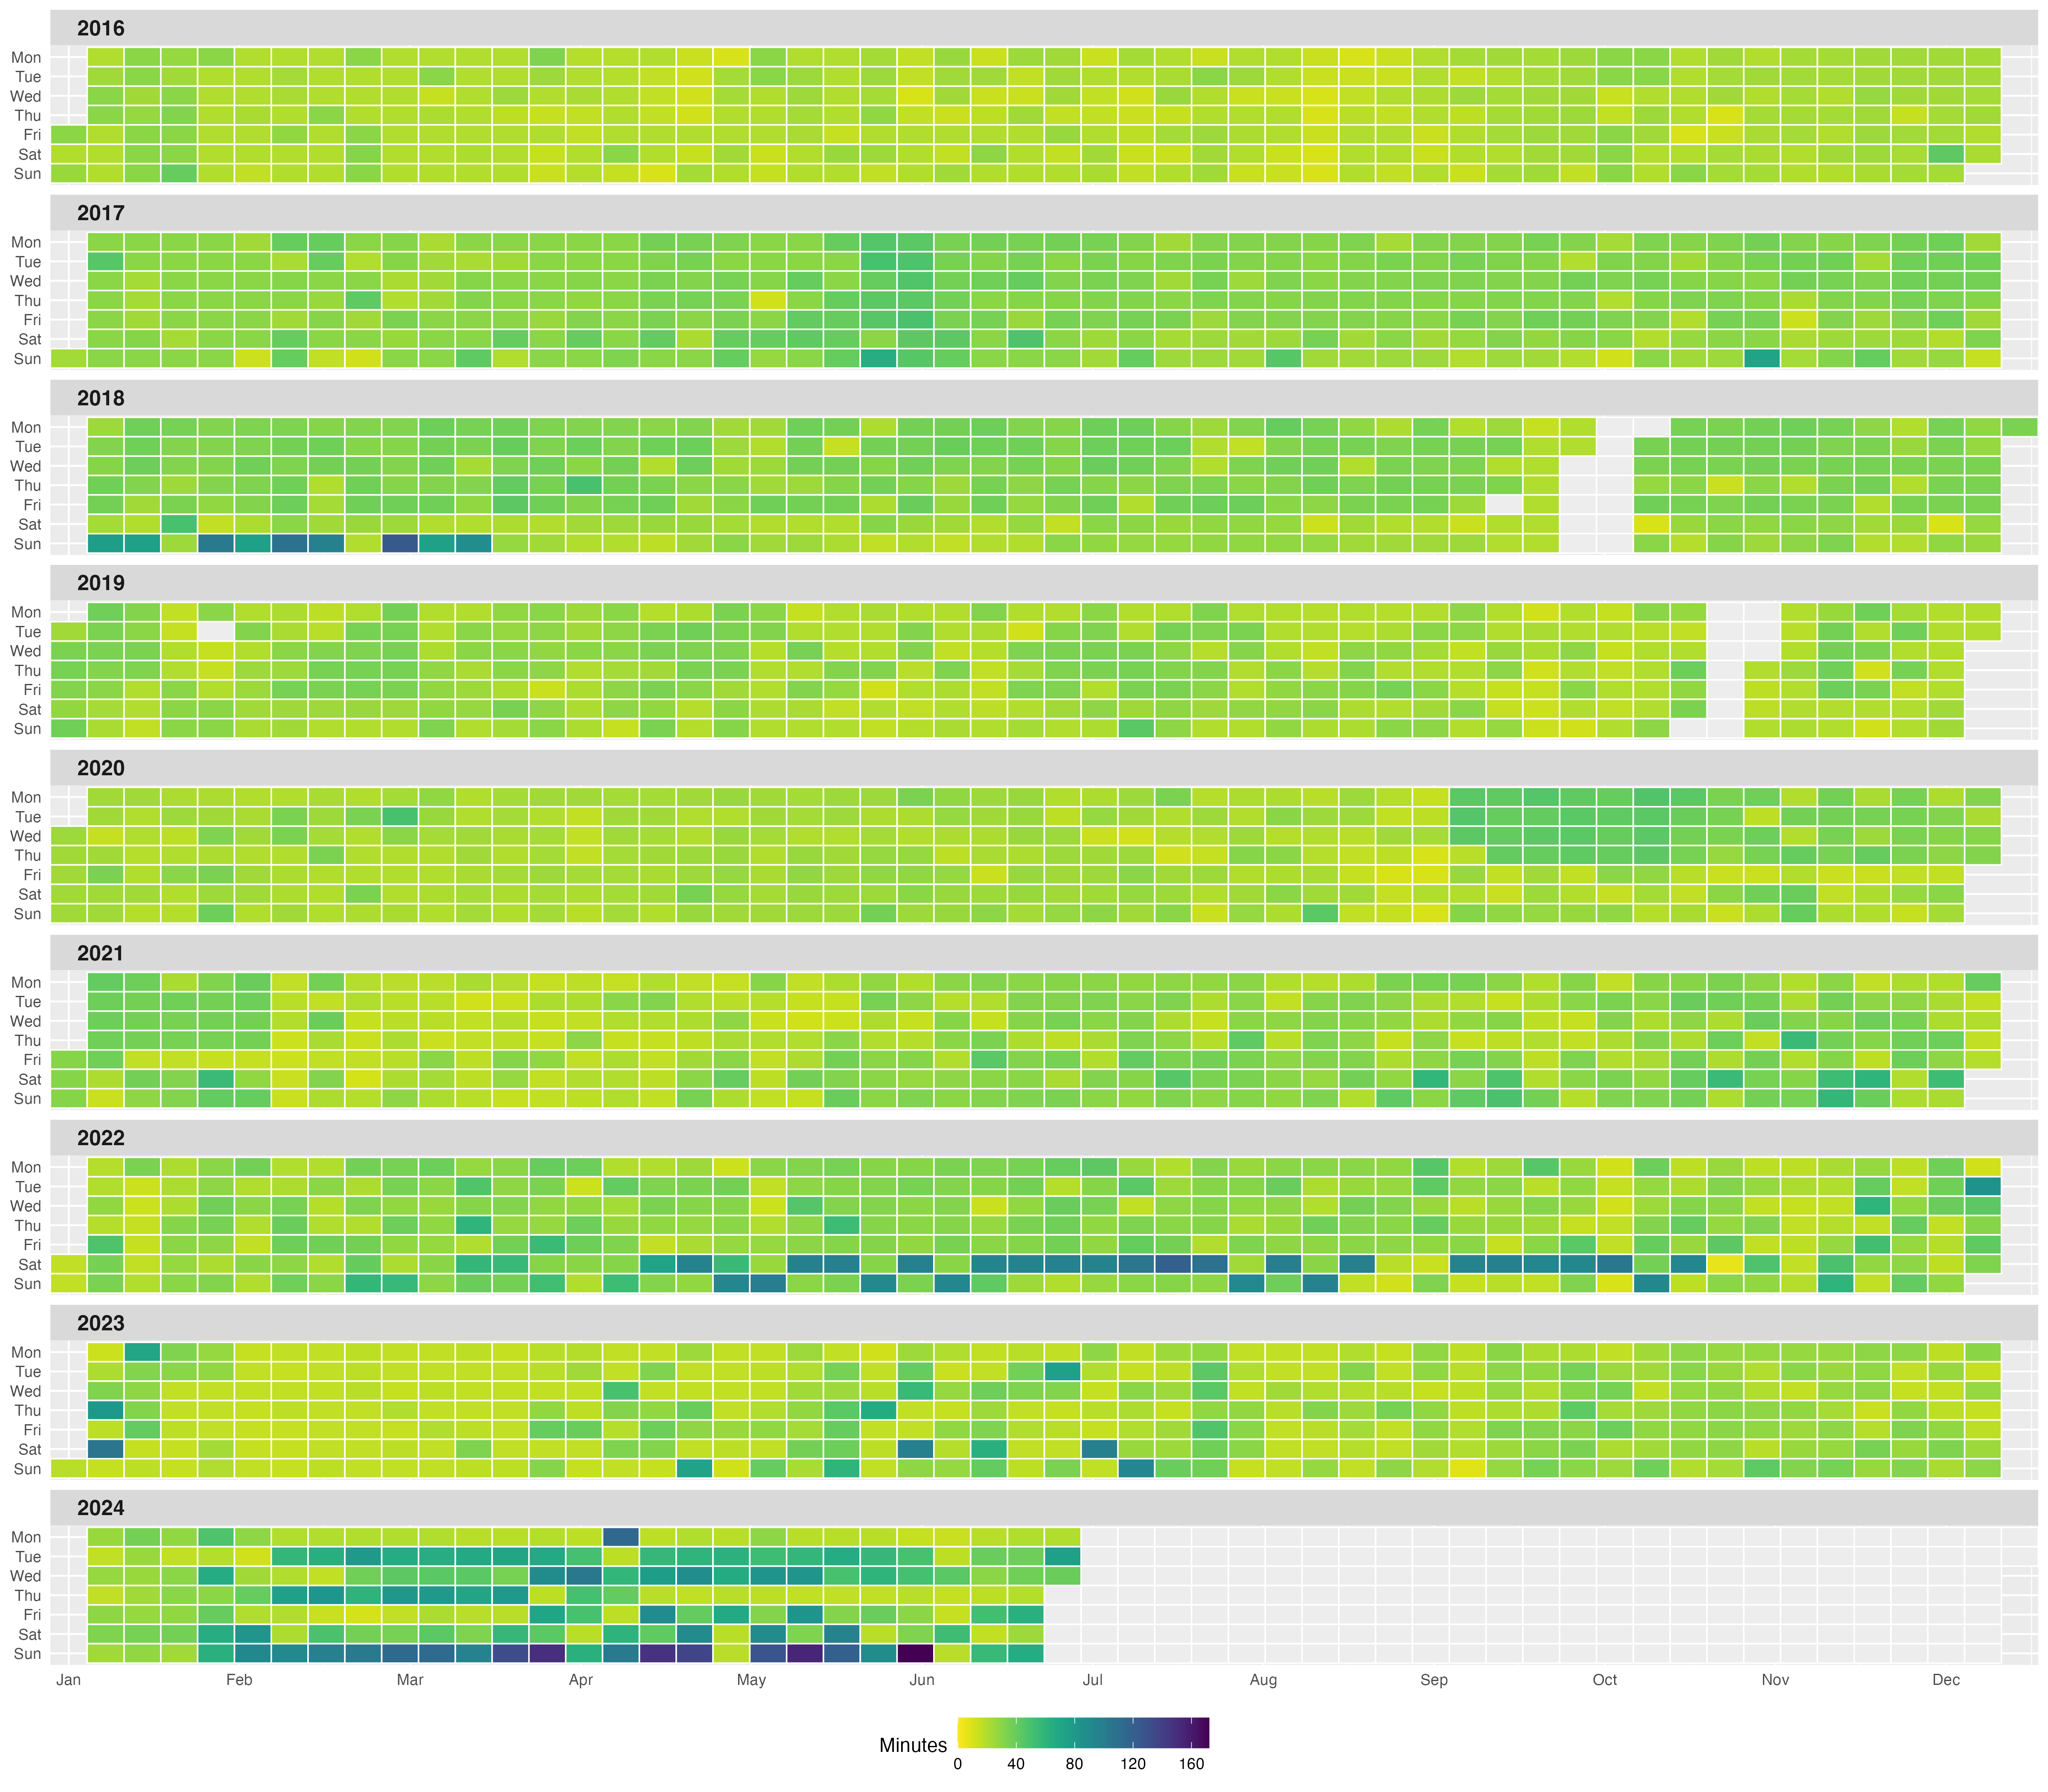 2016
Mon
Tue
Wed
Thu
Fri
Sat
Sun
2017
Mon
Tue
Wed
Thu
Fri
Sat
Sun
2018
Mon
Tue
Wed
Thu
Fri
Sat
Sun
2019
Mon
Tue
Wed
Thu
Fri
Sat
Sun
2020
Mon
Tue
Wed
Thu
Fri
Sat
Sun
2021
Mon
Tue
Wed
Thu
Fri
Sat
Sun
2022
Mon
Tue
Wed
Thu
Fri
Sat
Sun
2023
Mon
Tue
Wed
Thu
Fri
Sat
Sun
2024
Mon
Tue
Wed
Thu
Fri
Sat
Sun
Jan Feb Mar Apr May Jun Jul Aug Sep Oct Nov Dec
Minutes
0 40 80 120 160